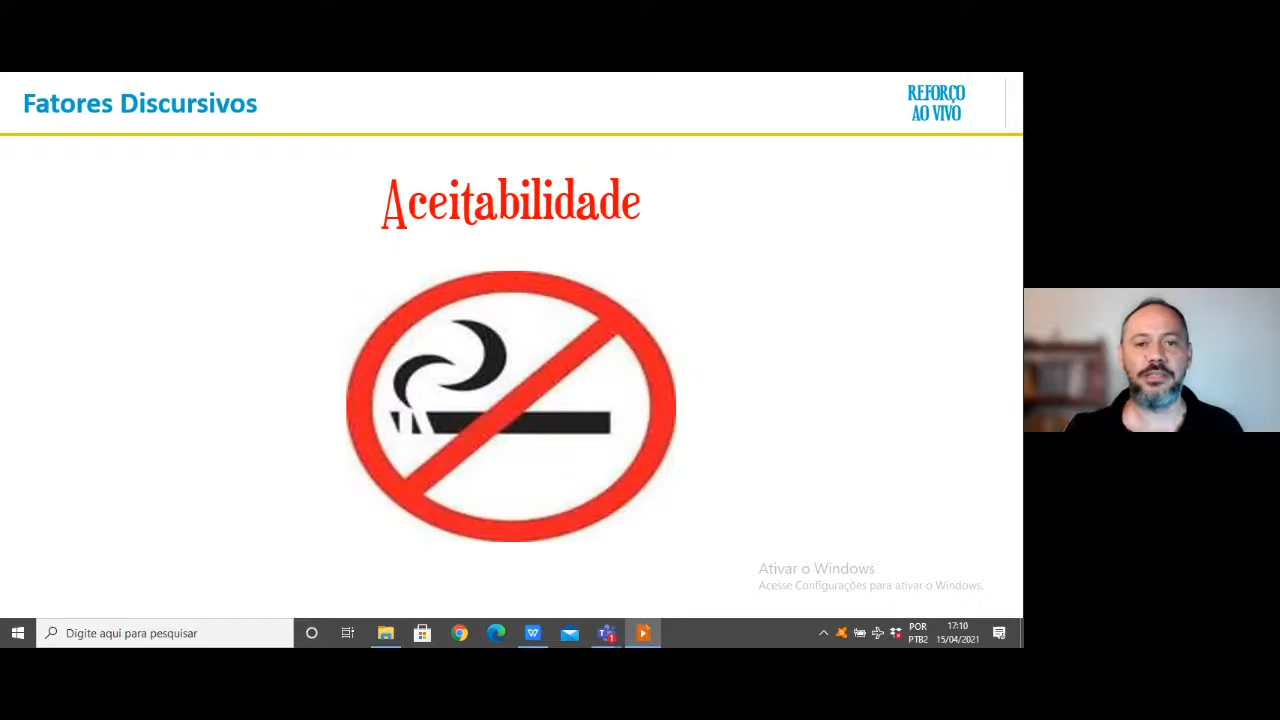 Fatores Discursivos
REFORÇO
AO VIVO
Aceitabilidade
Ativar o Windows
Acesse Configurações para ativar o Windows.
Digite aqui para pesquisar
1
POR
PTB2
17:10
15/04/2021